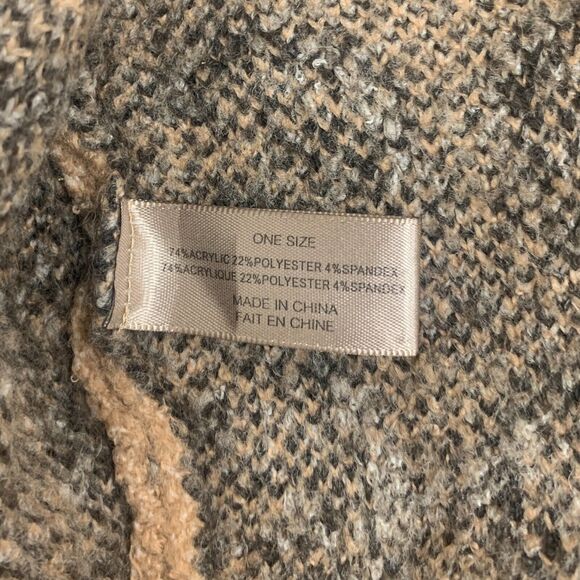 ONE SIZE
74%ACRYLIC 22%POLYESTER 4%SPANDEX
74%ACRYLIQUE 22%POLYESTER 4%SPANDEX
MADE IN CHINA
FAIT EN CHINE